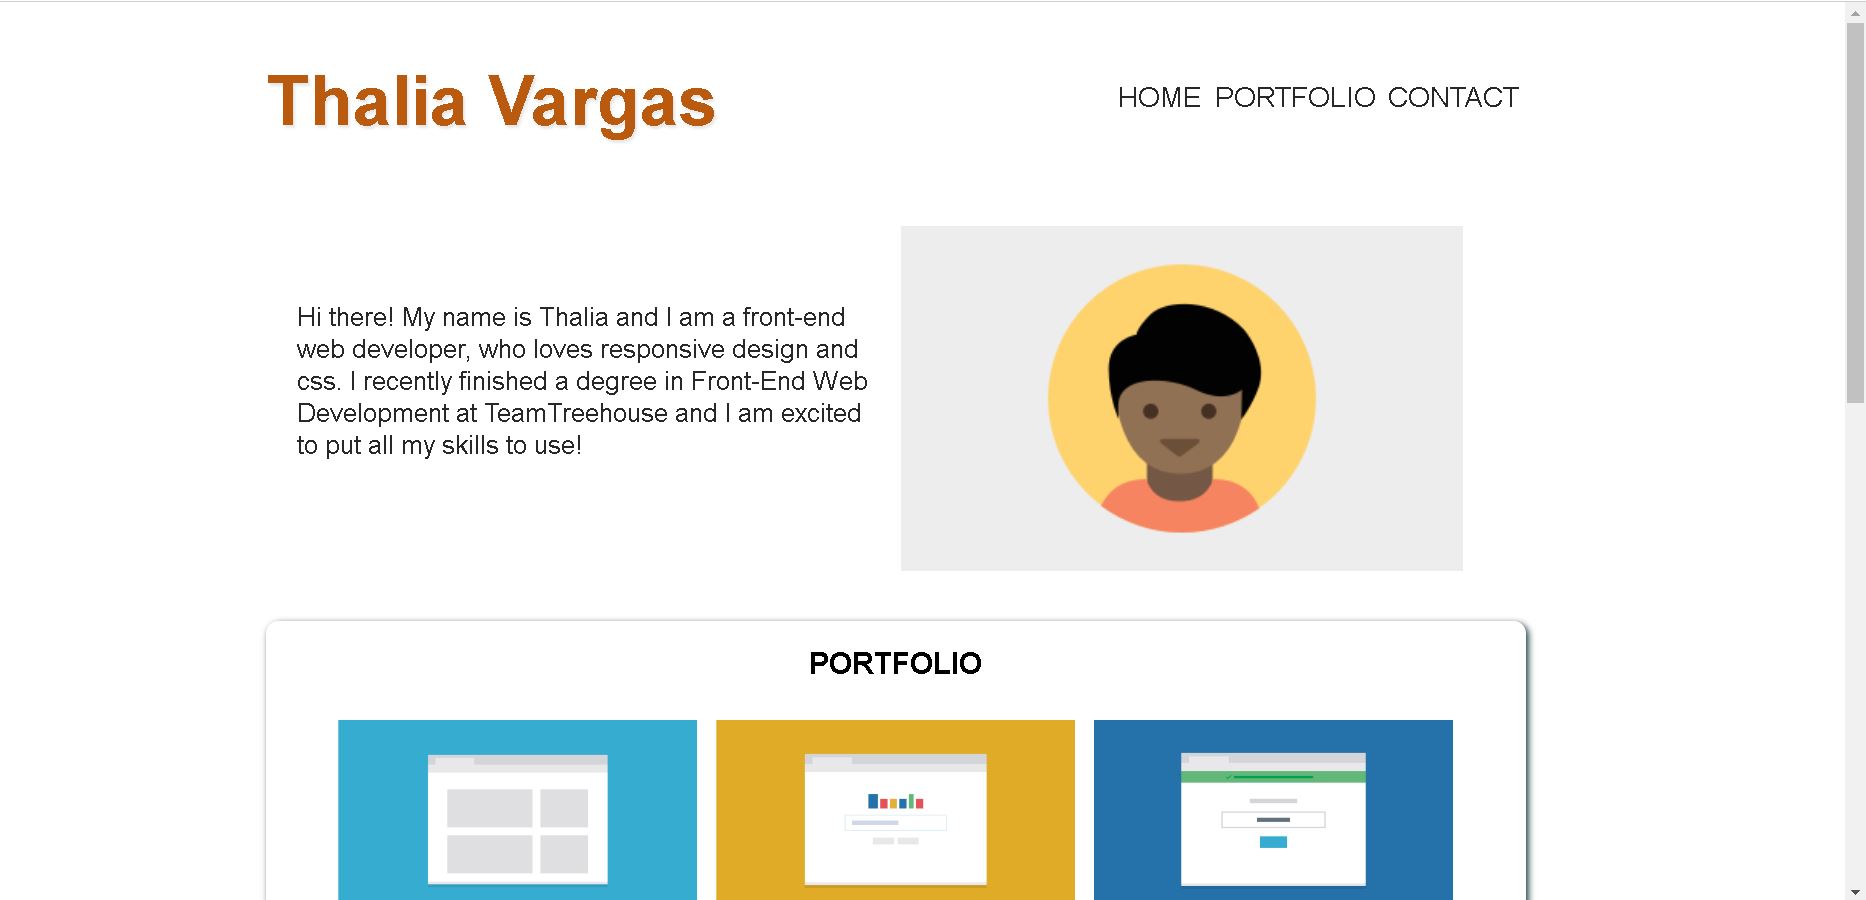 Thalia Vargas
HOME PORTFOLIO CONTACT
Hi there! My name is Thalia and I am a front-end
web developer, who loves responsive design and
css. I recently finished a degree in Front-End Web
Development at TeamTreehouse and I am excited
to put all my skills to use!
PORTFOLIO